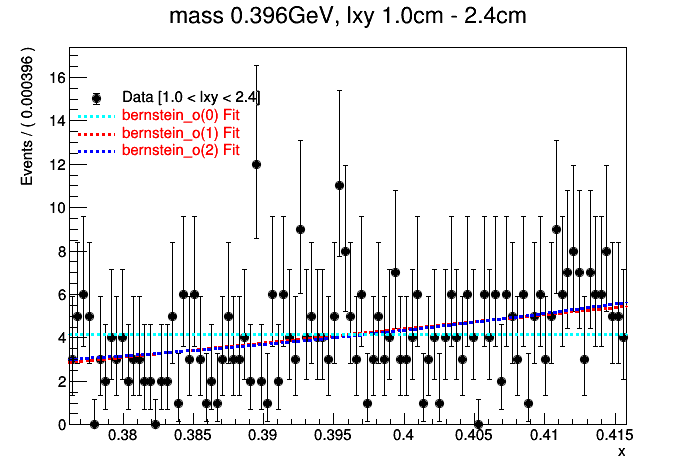 mass 0.396GeV, lxy 1.0cm - 2.4cm
Events / ( 0.000396 )
16
14
12
10
8
6
4
2
0
Data [1.0 < lxy < 2.4]
bernstein_o(0) Fit
bernstein_o(1) Fit
bernstein_o(2) Fit
0.38 0.385 0.39 0.395 0.4 0.405 0.41 0.415
x